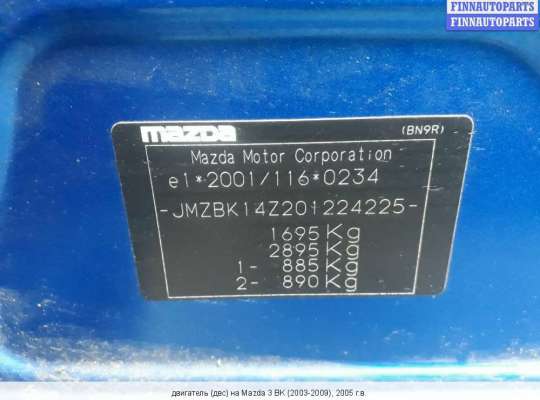 FINNAUTOPARTS
FINNAUTOPARTS
mazda (BN9R)
Mazda Motor Corporation
e1*2001/116*0234
-JMZBK14Z201224225-
1695 Kg
2895 Kg
1- 885 Kg
2- 890 Kg
двигатель (двс) на Mazda 3 BK (2003-2009), 2005 г.в.